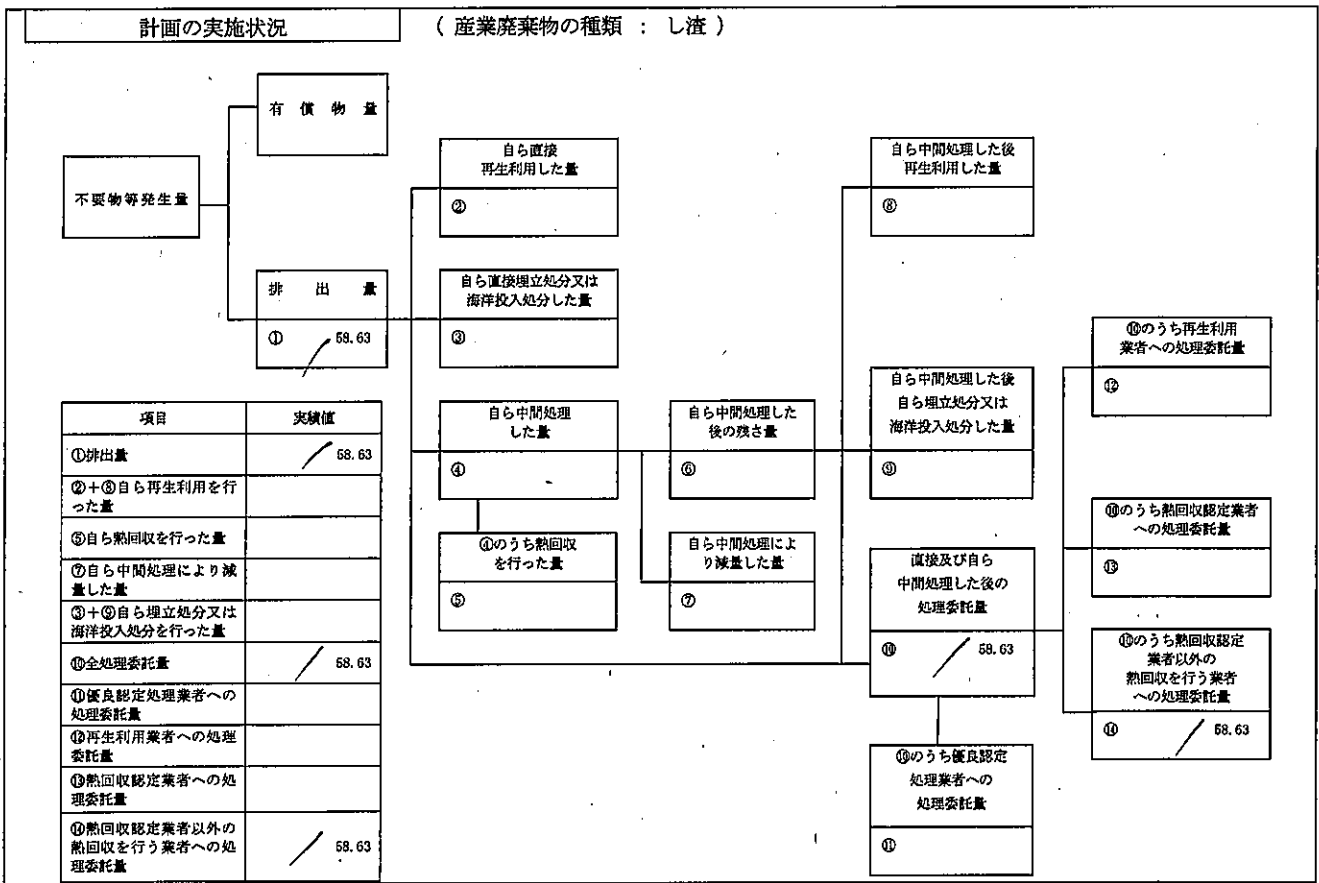 計画の実施状況
( 産業廃棄物の種類 : し渣 )
有償物量
不要物等発生量
排出量
① 58.63
自ら直接
再生利用した量
②
自ら直接埋立処分又は
海洋投入処分した量
③
自ら中間処理
した量
④
④のうち熱回収
を行った量
⑤
自ら中間処理した
後の残さ量
⑥
自ら中間処理によ
り減量した量
⑦
自ら中間処理した後
再生利用した量
⑧
自ら中間処理した後
自ら埋立処分又は
海洋投入処分した量
⑨
直接及び自ら
中間処理した後の
処理委託量
⑩ 58.63
⑩のうち優良認定
処理業者への
処理委託量
⑪
⑩のうち再生利用
業者への処理委託量
⑫
⑩のうち熱回収認定業者
への処理委託量
⑬
⑩のうち熱回収認定
業者以外の
熱回収を行う業者
への処理委託量
⑭ 58.63
項目 実績値
①排出量 58.63
②+⑧自ら再生利用を行
った量
⑤自ら熱回収を行った量
⑦自ら中間処理により減
量した量
③+⑨自ら埋立処分又は
海洋投入処分を行った量
⑩全処理委託量 58.63
⑪優良認定処理業者への
処理委託量
⑫再生利用業者への処理
委託量
⑬熱回収認定業者への処
理委託量
⑭熱回収認定業者以外の
熱回収を行う業者への処
理委託量 58.63